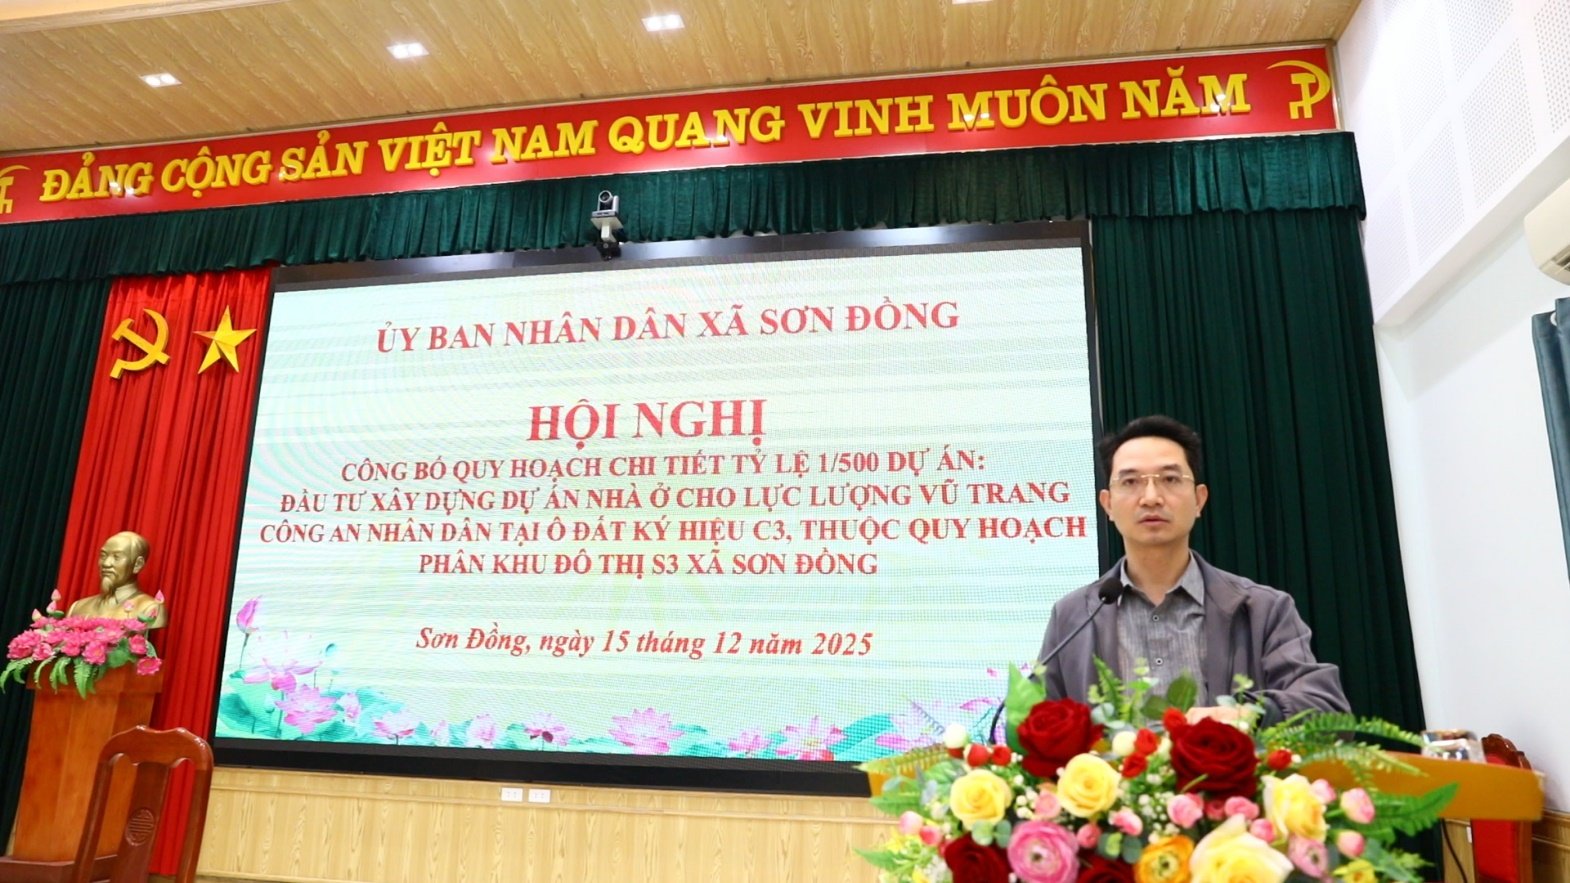 ĐẢNG CỘNG SẢN VIỆT NAM QUANG VINH MUÔN NĂM
ỦY BAN NHÂN DÂN XÃ SƠN ĐỒNG
HỘI NGHỊ
CÔNG BỐ QUY HOẠCH CHI TIẾT TỶ LỆ 1/500 DỰ ÁN:
ĐẦU TƯ XÂY DỰNG DỰ ÁN NHÀ Ở CHO LỰC LƯỢNG VŨ TRANG
CÔNG AN NHÂN DÂN TẠI Ô ĐẤT KÝ HIỆU C3, THUỘC QUY HOẠCH
PHÂN KHU ĐÔ THỊ S3 XÃ SƠN ĐỒNG
Sơn Đồng, ngày 15 tháng 12 năm 2025